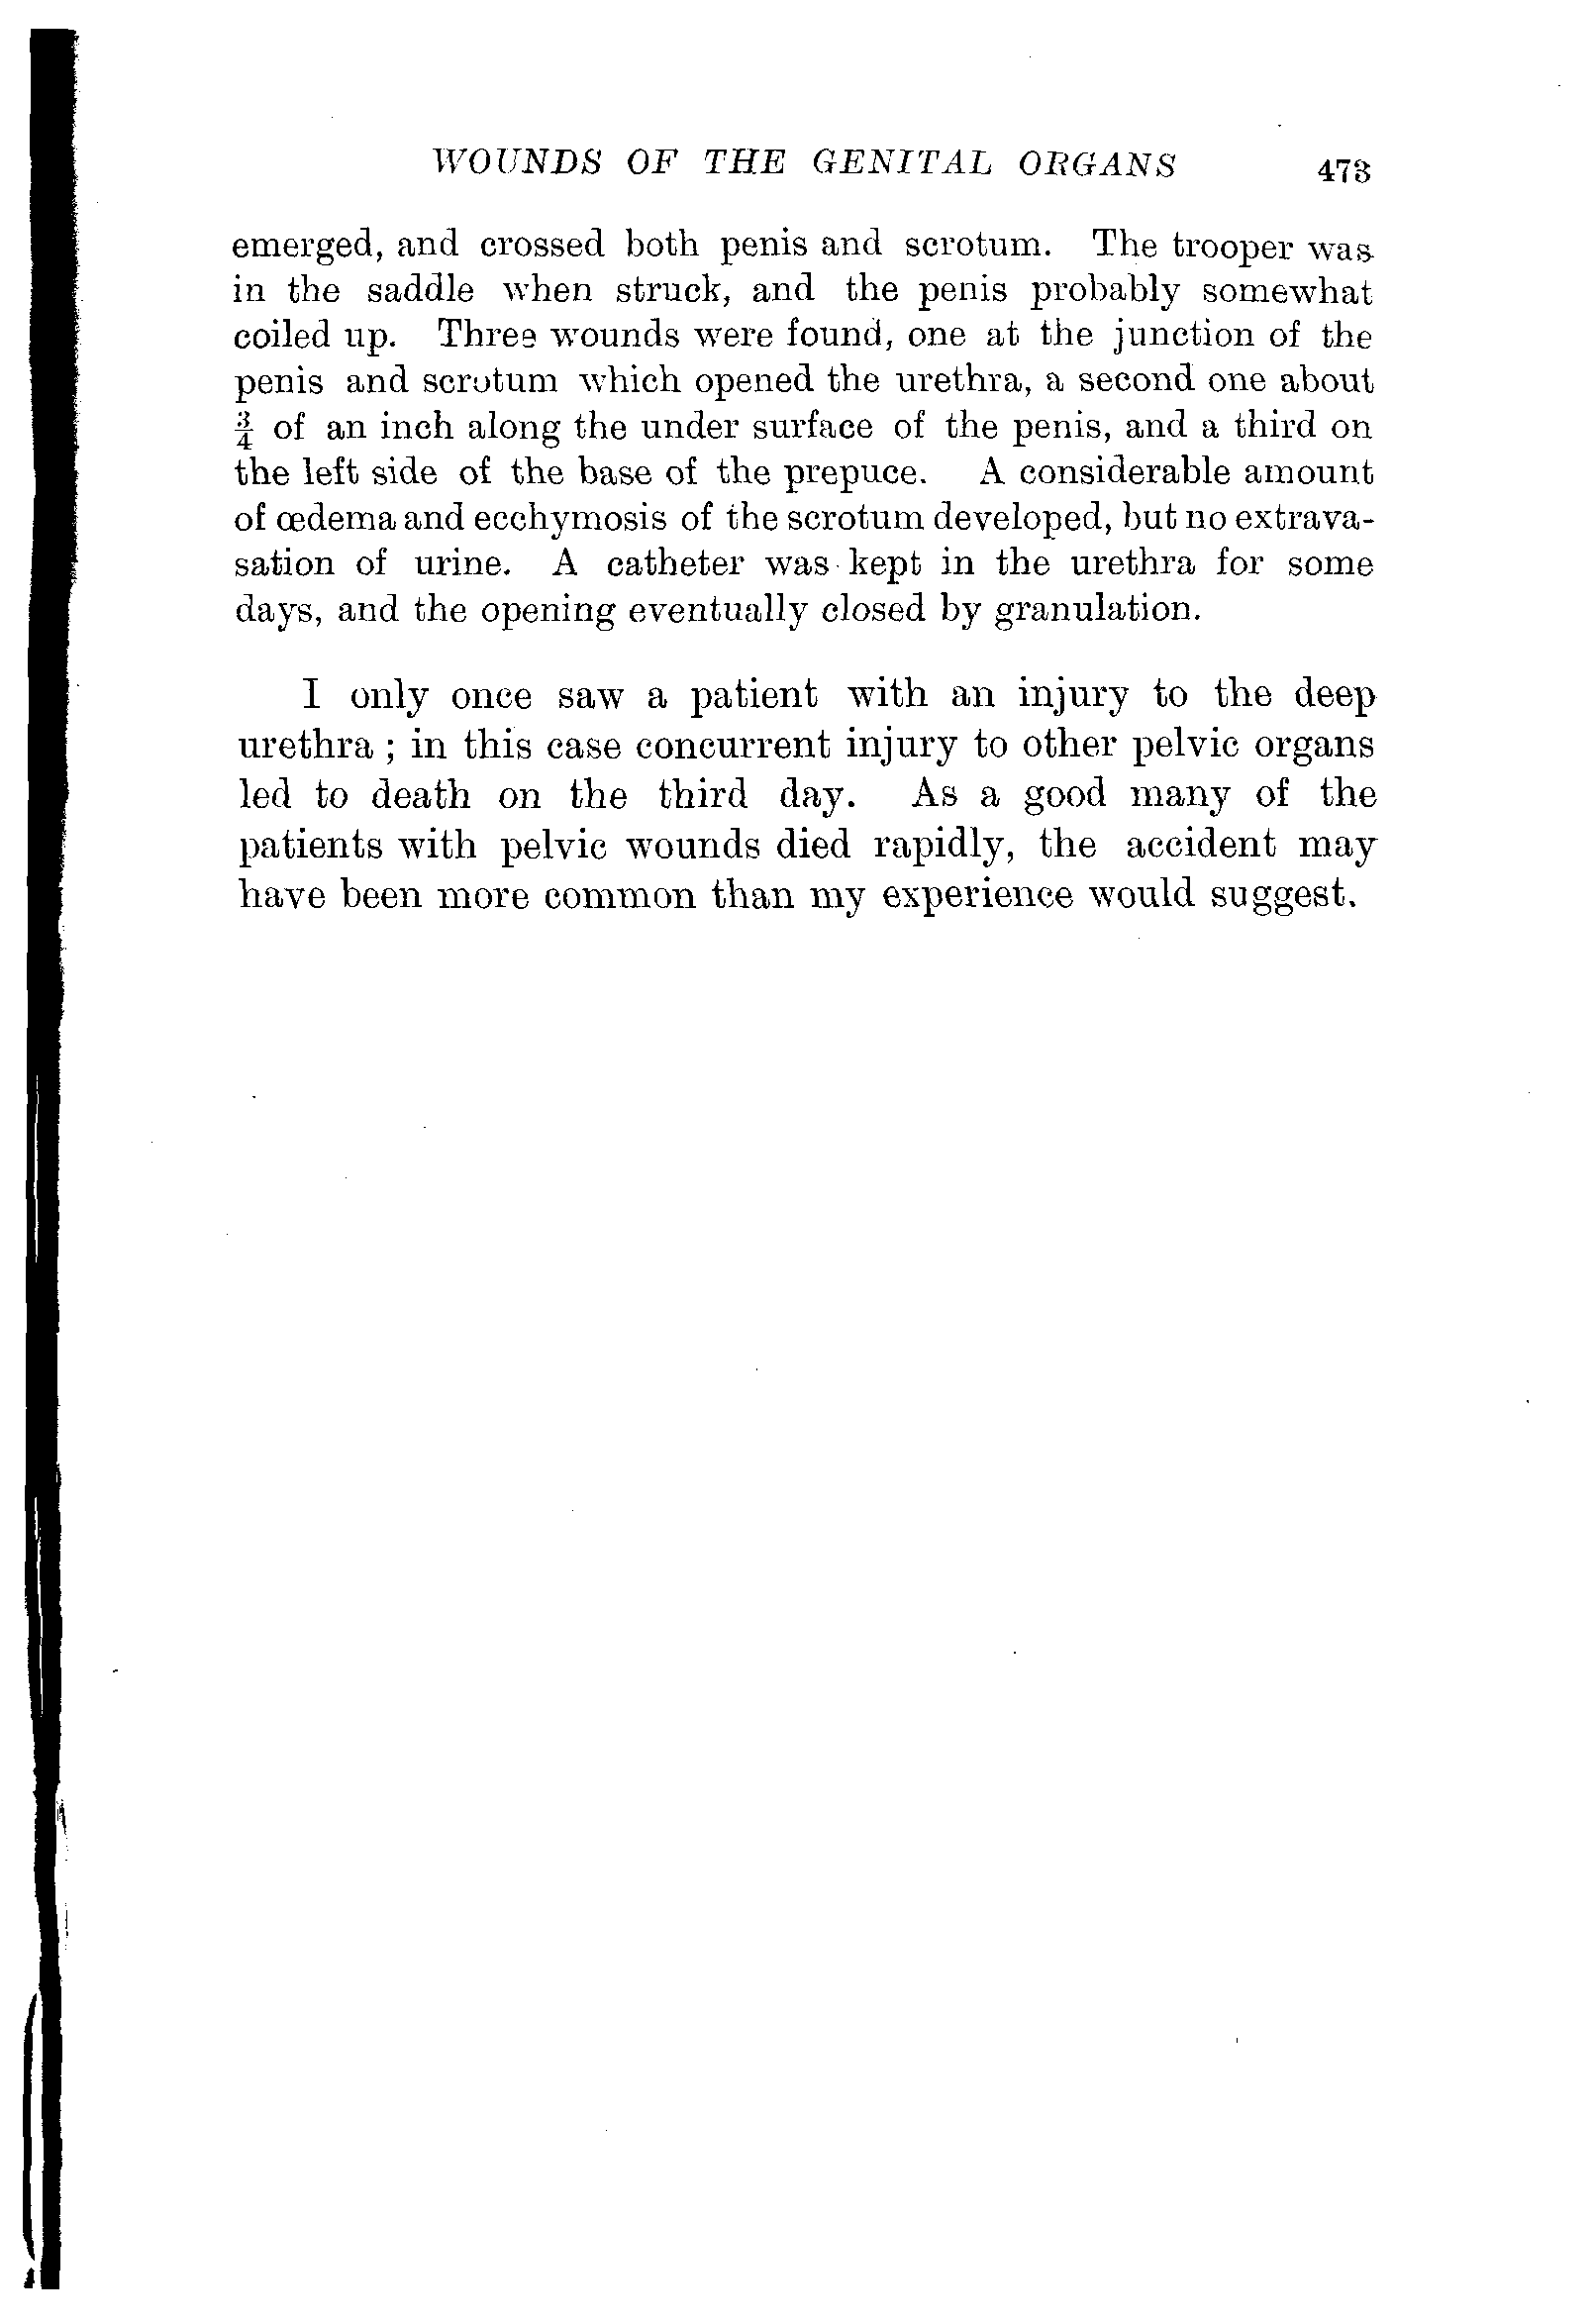 WOUNDS OF THE GENITAL ORGANS 473
emerged, and crossed both penis and scrotum. The trooper was
in the saddle when struck, and the penis probably somewhat
coiled up. Three wounds were found, one at the junction of the
penis and scrotum which opened the urethra, a second one about
¾ of an inch along the under surface of the penis, and a third on
the left side of the base of the prepuce. A considerable amount
of œdema and ecchymosis of the scrotum developed, but no extrava-
sation of urine. A catheter was kept in the urethra for some
days, and the opening eventually closed by granulation.
I only once saw a patient with an injury to the deep
urethra ; in this case concurrent injury to other pelvic organs
led to death on the third day. As a good many of the
patients with pelvic wounds died rapidly, the accident may
have been more common than my experience would suggest.